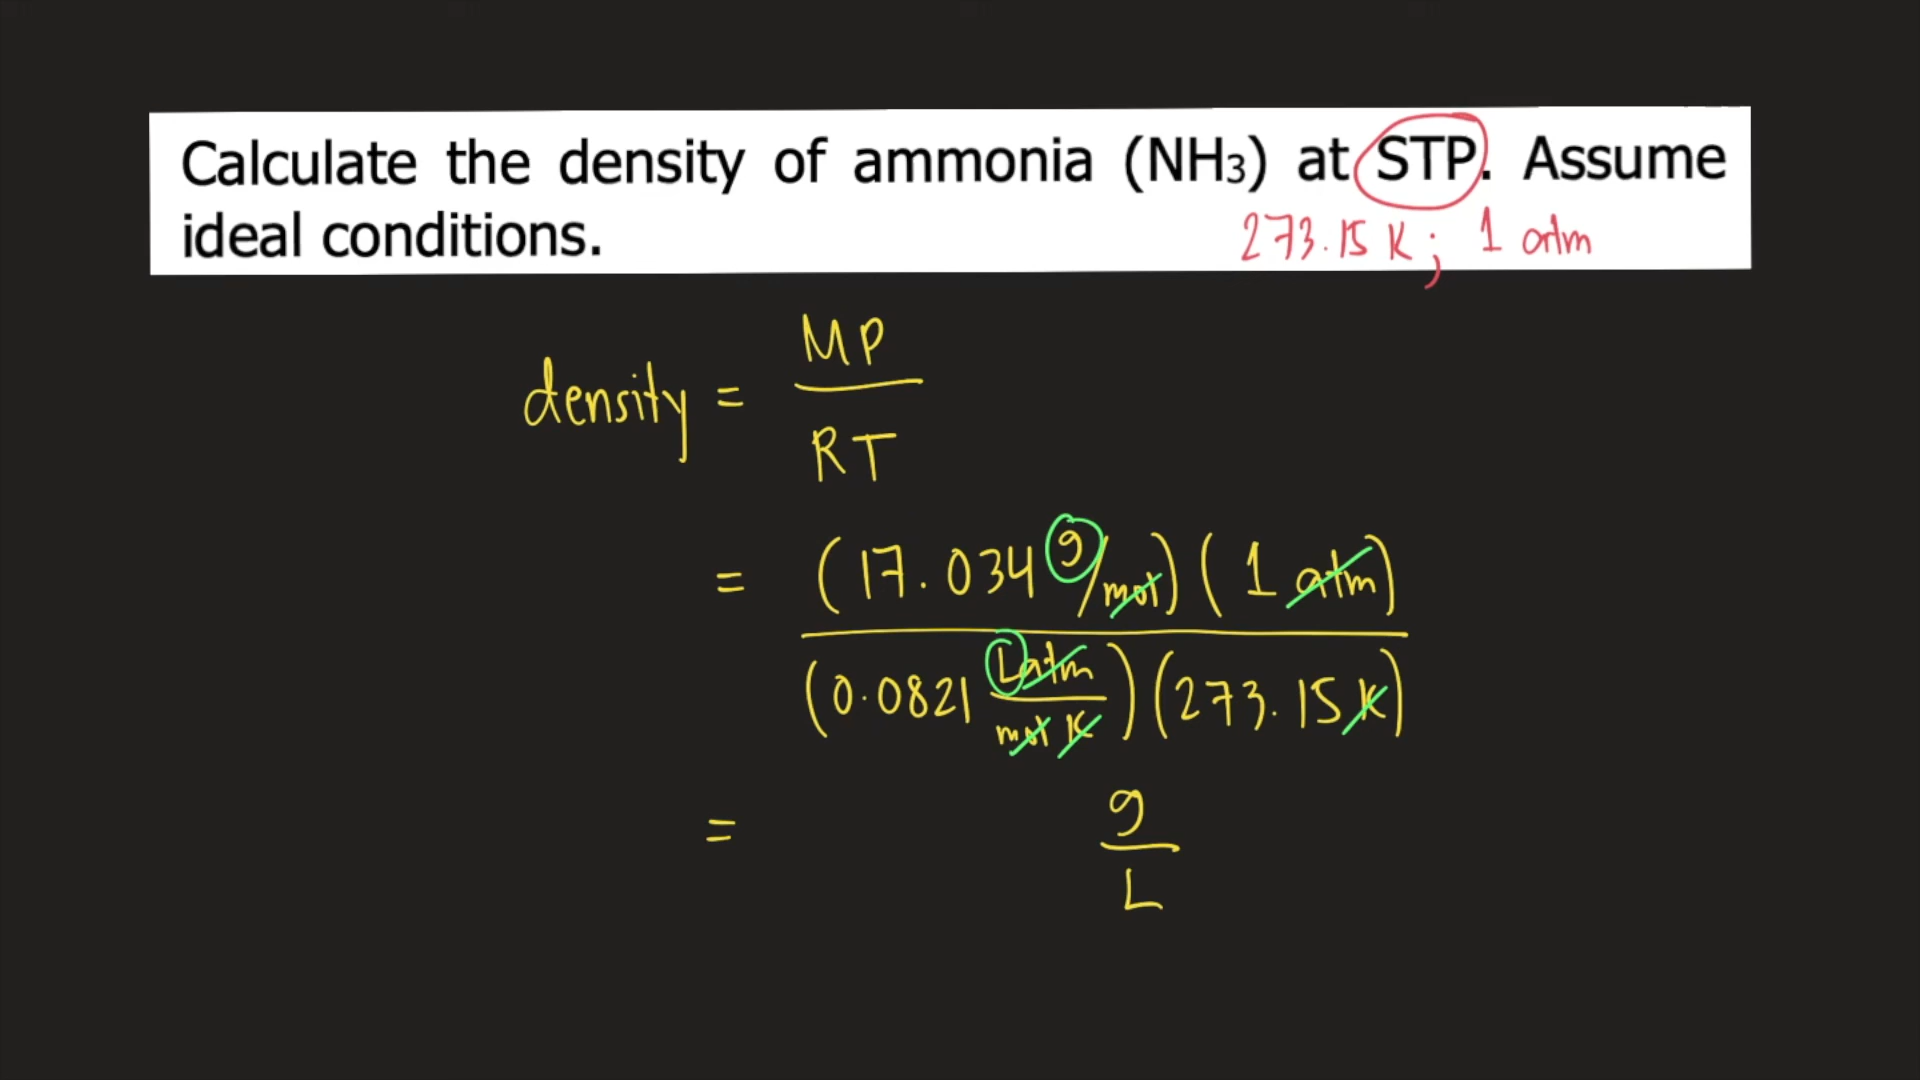 Calculate the density of ammonia (NH₃) at STP. Assume
ideal conditions.
273.15 K ; 1 atm
density = MP / RT
= (17.034 g/mol) (1 atm) / (0.0821 L atm / mol K) (273.15 K)
= g / L